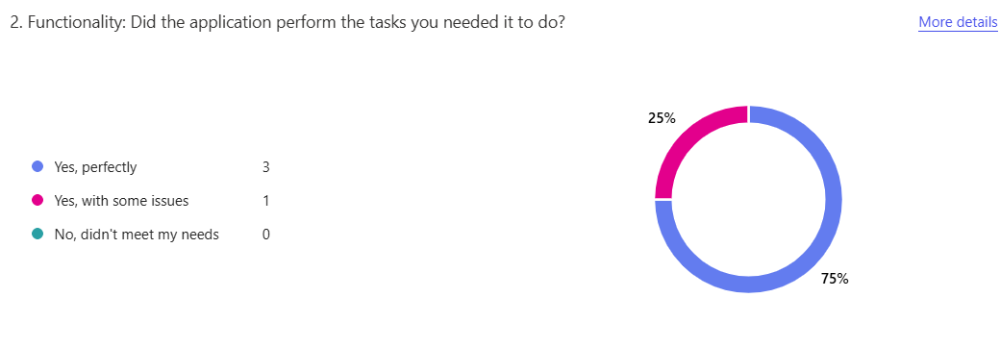 2. Functionality: Did the application perform the tasks you needed it to do?
More details
25%
Yes, perfectly 3
Yes, with some issues 1
No, didn't meet my needs 0
75%